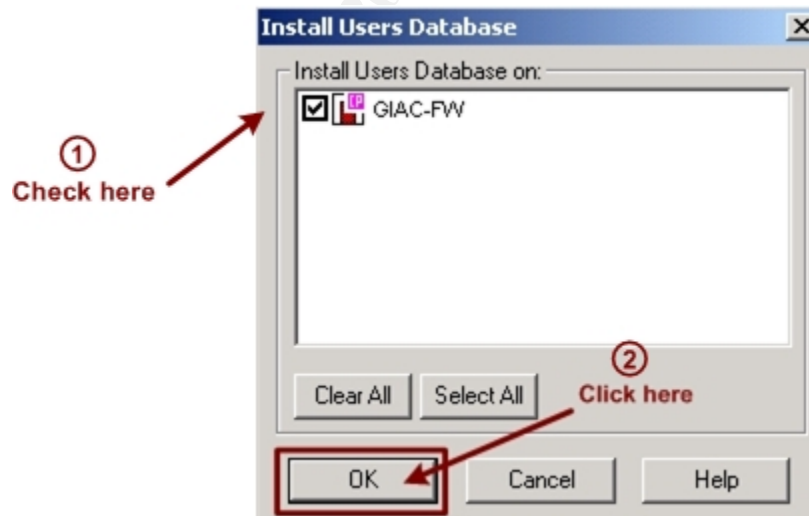 Install Users Database
Install Users Database on:
GIAC-FW
1
Check here
Clear All
Select All
2
Click here
OK
Cancel
Help